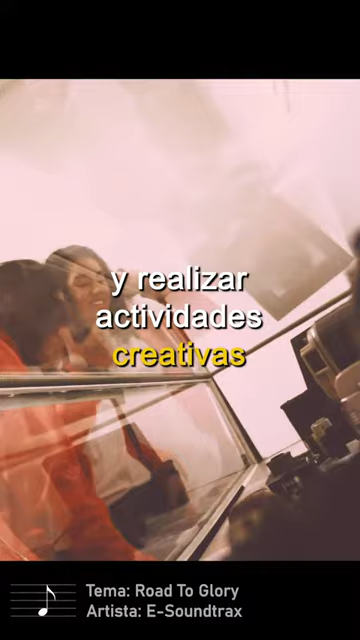 y realizar
actividades
creativas
Tema: Road To Glory
Artista: E-Soundtrax